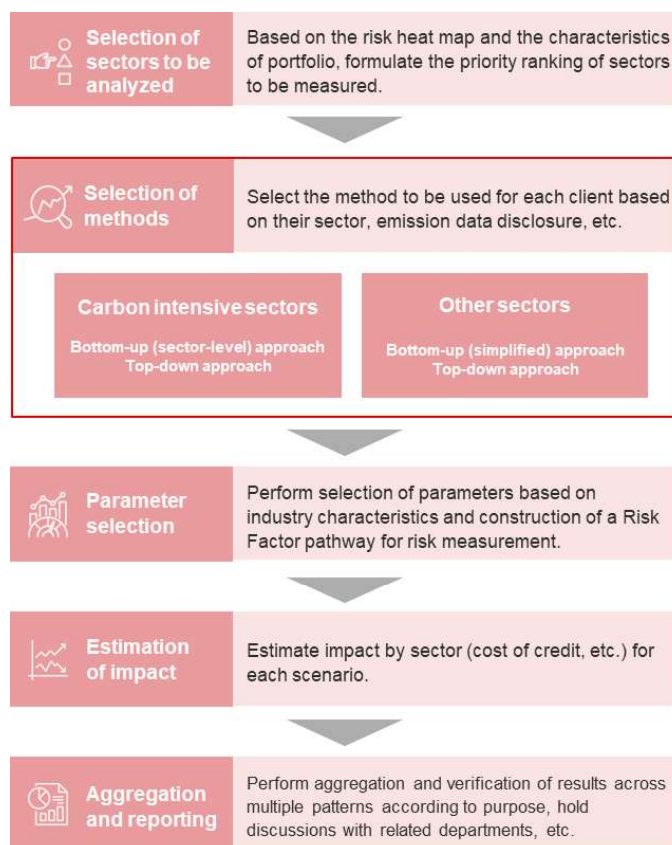 Selection of
sectors to be
analyzed
Based on the risk heat map and the characteristics
of portfolio, formulate the priority ranking of sectors
to be measured.
Selection of
methods
Select the method to be used for each client based
on their sector, emission data disclosure, etc.
Carbon intensive sectors
Bottom-up (sector-level) approach
Top-down approach
Other sectors
Bottom-up (simplified) approach
Top-down approach
Parameter
selection
Perform selection of parameters based on
industry characteristics and construction of a Risk
Factor pathway for risk measurement.
Estimation
of impact
Estimate impact by sector (cost of credit, etc.) for
each scenario.
Aggregation
and reporting
Perform aggregation and verification of results across
multiple patterns according to purpose, hold
discussions with related departments, etc.